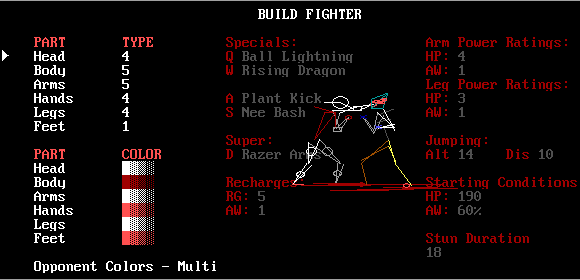 BUILD FIGHTER
PART TYPE
Head 4
Body 5
Arms 5
Hands 4
Legs 4
Feet 1
PART COLOR
Head
Body
Arms
Hands
Legs
Feet
Opponent Colors - Multi
Specials:
Q Ball Lightning
W Rising Dragon
A Plant Kick
S Nee Bash
Super:
D Razer Arms
Recharge
RG: 5
AW: 1
Arm Power Ratings:
HP: 4
AW: 1
Leg Power Ratings:
HP: 3
AW: 1
Jumping:
Alt 14 Dis 10
Starting Conditions
HP: 190
AW: 60%
Stun Duration
18